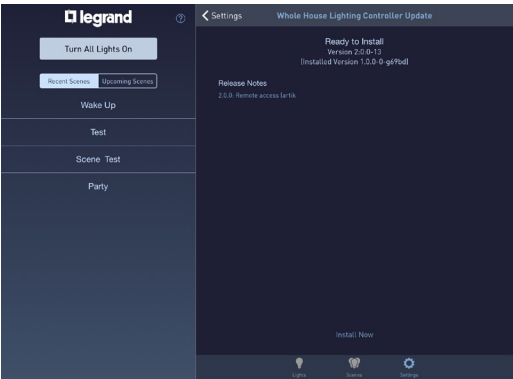 legrand
?
Turn All Lights On
Recent Scenes
Upcoming Scenes
Wake Up
Test
Scene Test
Party
Settings
Whole House Lighting Controller Update
Ready to Install
Version 2.0.0-13
(Installed Version 1.0.0-0-g69bd)
Release Notes
2.0.0: Remote access (artik
Install Now
Lights
Scenes
Settings